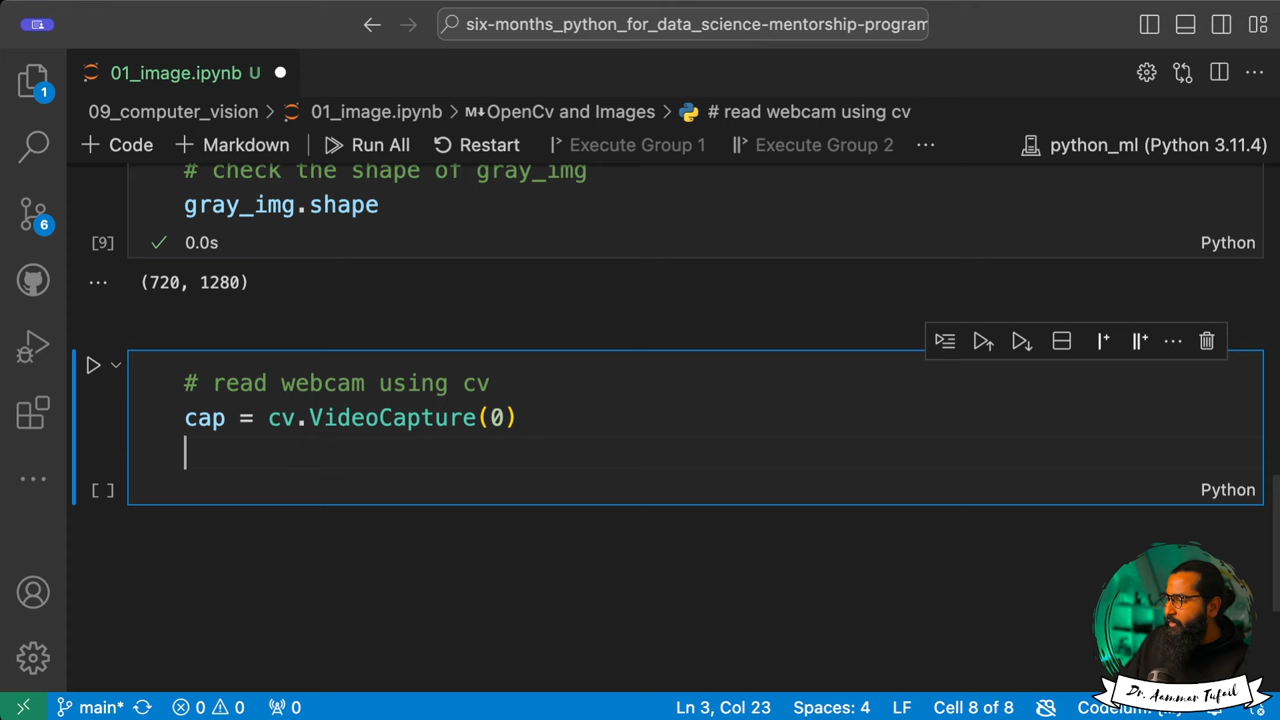 six-months_python_for_data_science-mentorship-program
01_image.ipynb U
09_computer_vision > 01_image.ipynb > M↓OpenCv and Images > # read webcam using cv
+ Code + Markdown Run All Restart Execute Group 1 Execute Group 2 ... python_ml (Python 3.11.4)
1
6
# check the shape of gray_img
gray_img.shape
[9] ✓ 0.0s Python
... (720, 1280)
# read webcam using cv
cap = cv.VideoCapture(0)
[ ] Python
Dr. Aammar Tufail
main* 0 0 0 Ln 3, Col 23 Spaces: 4 LF Cell 8 of 8